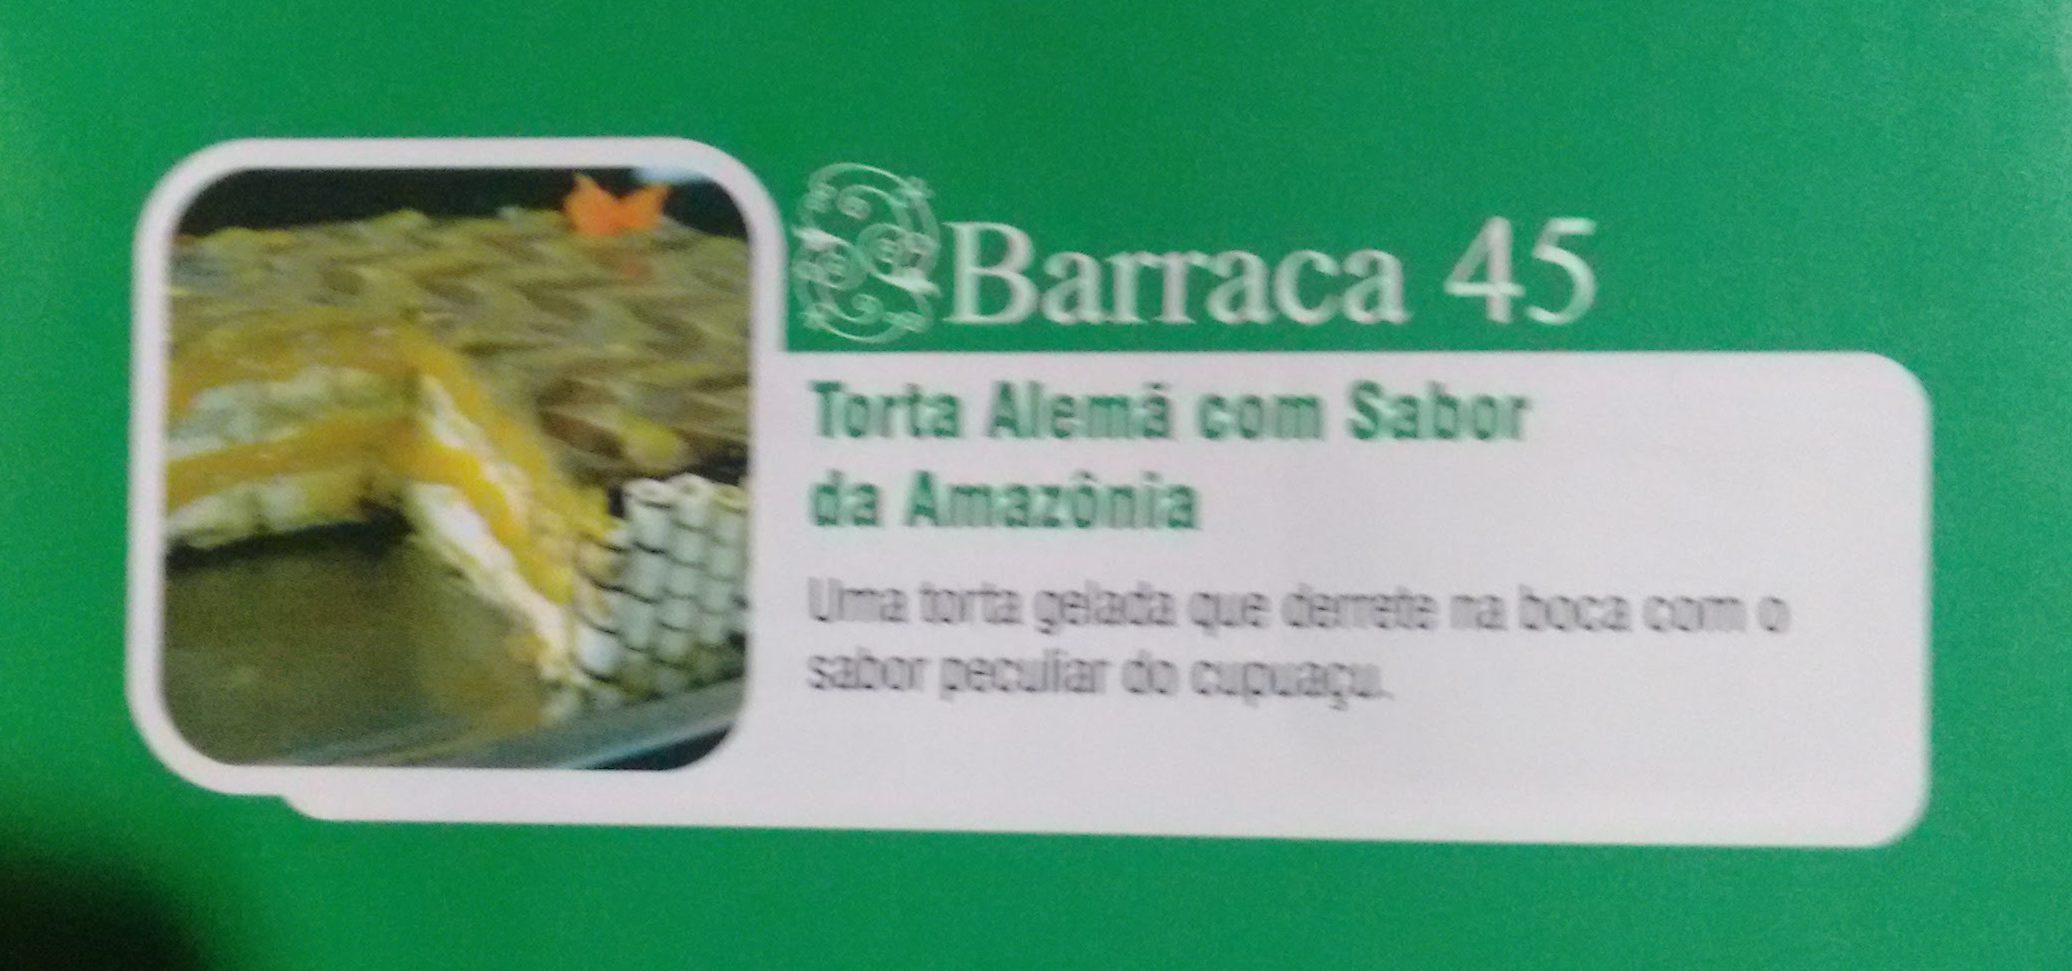 Barraca 45
Torta Alemã com Sabor
da Amazônia
Uma torta gelada que derrete na boca com o
sabor peculiar do cupuaçu.